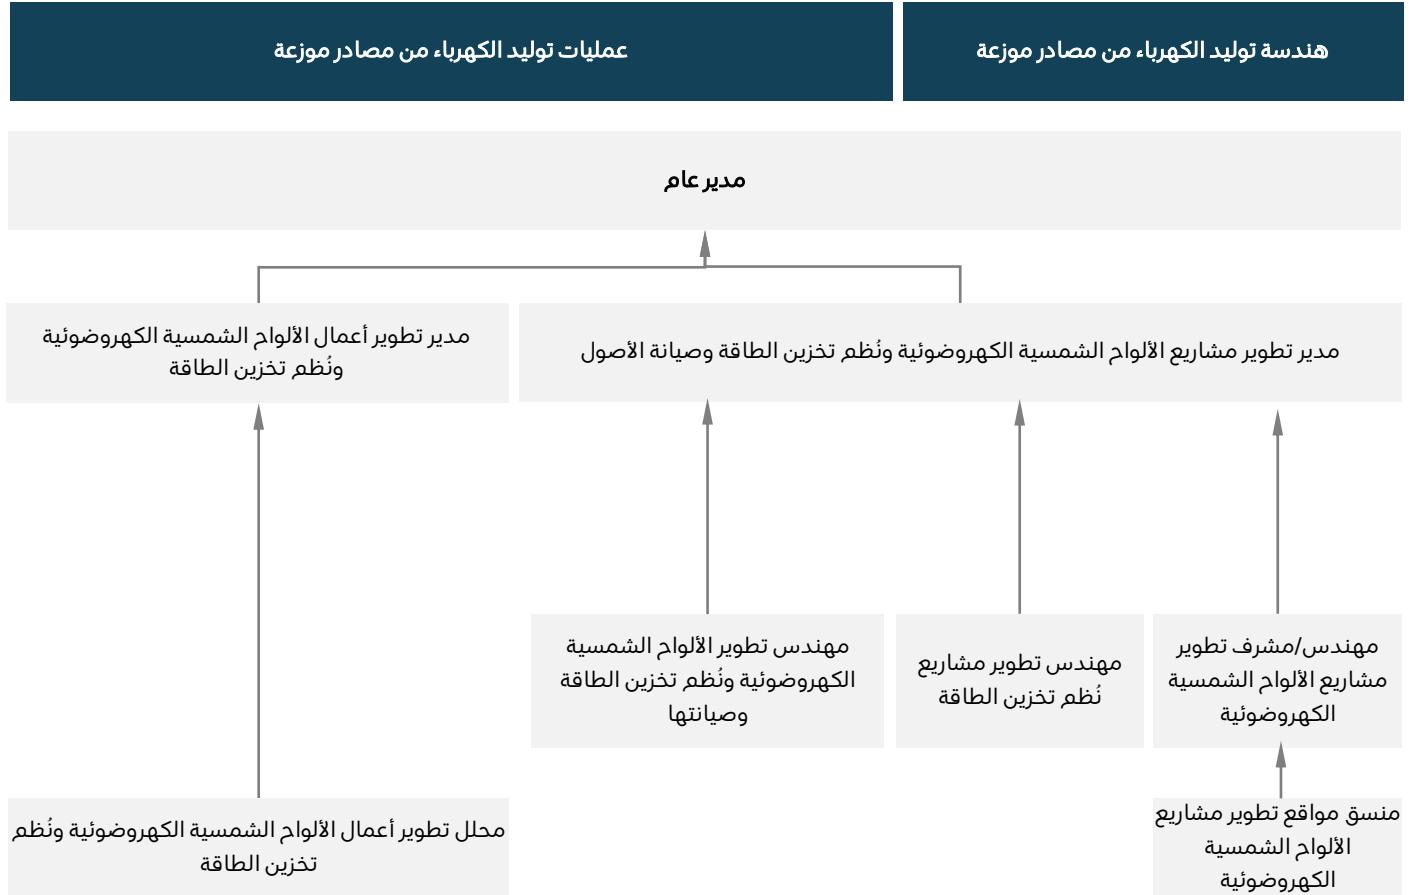 هندسة توليد الكهرباء من مصادر موزعة
عمليات توليد الكهرباء من مصادر موزعة
مدير عام
مدير تطوير مشاريع الألواح الشمسية الكهروضوئية ونُظم تخزين الطاقة وصيانة الأصول
مدير تطوير أعمال الألواح الشمسية الكهروضوئية
ونُظم تخزين الطاقة
مهندس/مشرف تطوير
مشاريع الألواح الشمسية
الكهروضوئية
مهندس تطوير مشاريع
نُظم تخزين الطاقة
مهندس تطوير الألواح الشمسية
الكهروضوئية ونُظم تخزين الطاقة
وصيانتها
منسق مواقع تطوير مشاريع
الألواح الشمسية
الكهروضوئية
محلل تطوير أعمال الألواح الشمسية الكهروضوئية ونُظم
تخزين الطاقة